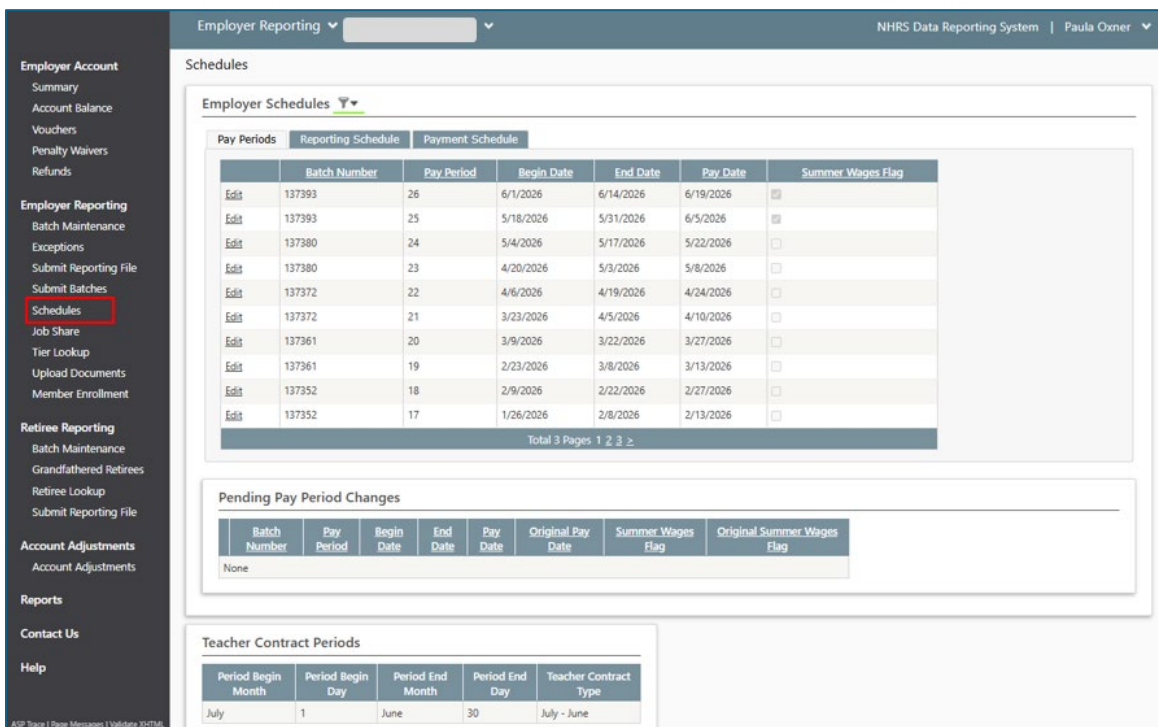 Employer Reporting
NHRS Data Reporting System | Paula Oxner
Employer Account
Summary
Account Balance
Vouchers
Penalty Waivers
Refunds
Employer Reporting
Batch Maintenance
Exceptions
Submit Reporting File
Submit Batches
Schedules
Job Share
Tier Lookup
Upload Documents
Member Enrollment
Retiree Reporting
Batch Maintenance
Grandfathered Retirees
Retiree Lookup
Submit Reporting File
Account Adjustments
Account Adjustments
Reports
Contact Us
Help
ASP Trace | Page Messages | Validate XHTML
Schedules
Employer Schedules
Pay Periods Reporting Schedule Payment Schedule
Batch Number Pay Period Begin Date End Date Pay Date Summer Wages Flag
Edit 137393 26 6/1/2026 6/14/2026 6/19/2026
Edit 137393 25 5/18/2026 5/31/2026 6/5/2026
Edit 137380 24 5/4/2026 5/17/2026 5/22/2026
Edit 137380 23 4/20/2026 5/3/2026 5/8/2026
Edit 137372 22 4/6/2026 4/19/2026 4/24/2026
Edit 137372 21 3/23/2026 4/5/2026 4/10/2026
Edit 137361 20 3/9/2026 3/22/2026 3/27/2026
Edit 137361 19 2/23/2026 3/8/2026 3/13/2026
Edit 137352 18 2/9/2026 2/22/2026 2/27/2026
Edit 137352 17 1/26/2026 2/8/2026 2/13/2026
Total 3 Pages 1 2 3 >
Pending Pay Period Changes
Batch Number Pay Period Begin Date End Date Pay Date Original Pay Date Summer Wages Flag Original Summer Wages Flag
None
Teacher Contract Periods
Period Begin Month Period Begin Day Period End Month Period End Day Teacher Contract Type
July 1 June 30 July - June